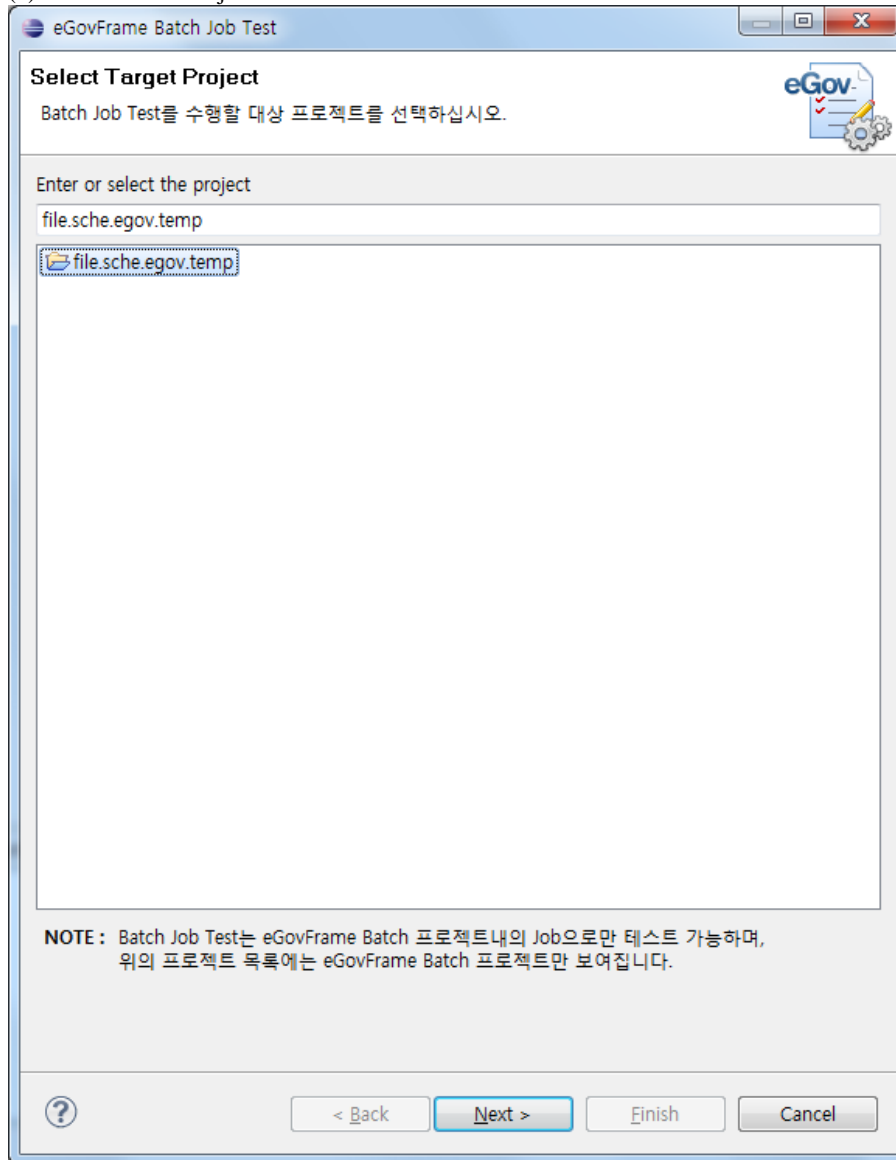 eGovFrame Batch Job Test
Select Target Project
Batch Job Test를 수행할 대상 프로젝트를 선택하십시오.
eGov
Enter or select the project
file.sche.egov.temp
file.sche.egov.temp
NOTE : Batch Job Test는 eGovFrame Batch 프로젝트내의 Job으로만 테스트 가능하며,
위의 프로젝트 목록에는 eGovFrame Batch 프로젝트만 보여집니다.
< Back Next > Finish Cancel